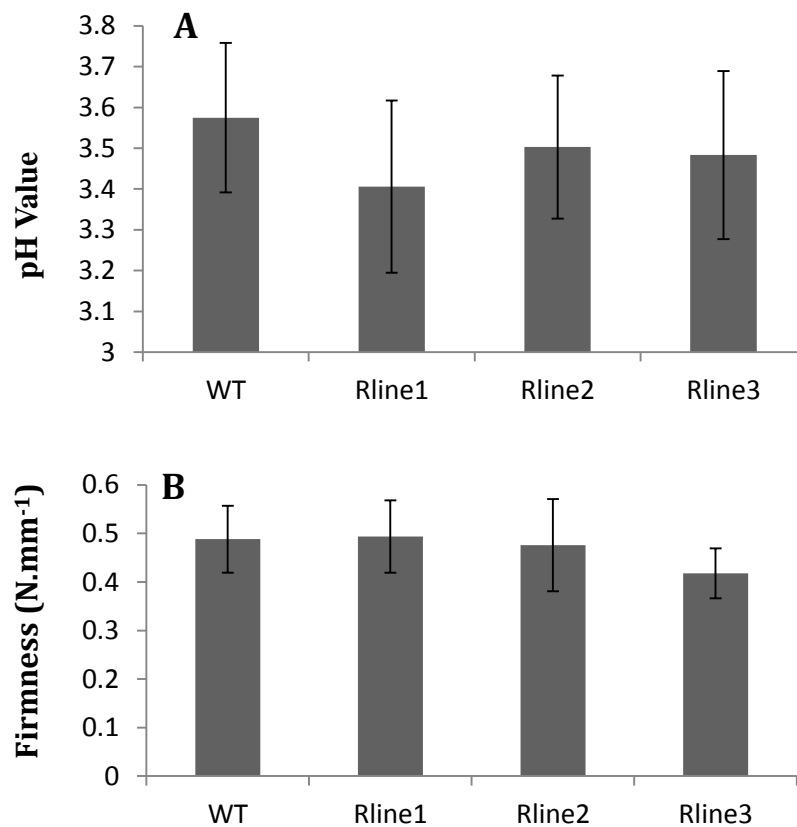 A
pH Value
3.8
3.7
3.6
3.5
3.4
3.3
3.2
3.1
3
WT Rline1 Rline2 Rline3
B
Firmness (N.mm-1)
0.6
0.5
0.4
0.3
0.2
0.1
0
WT Rline1 Rline2 Rline3